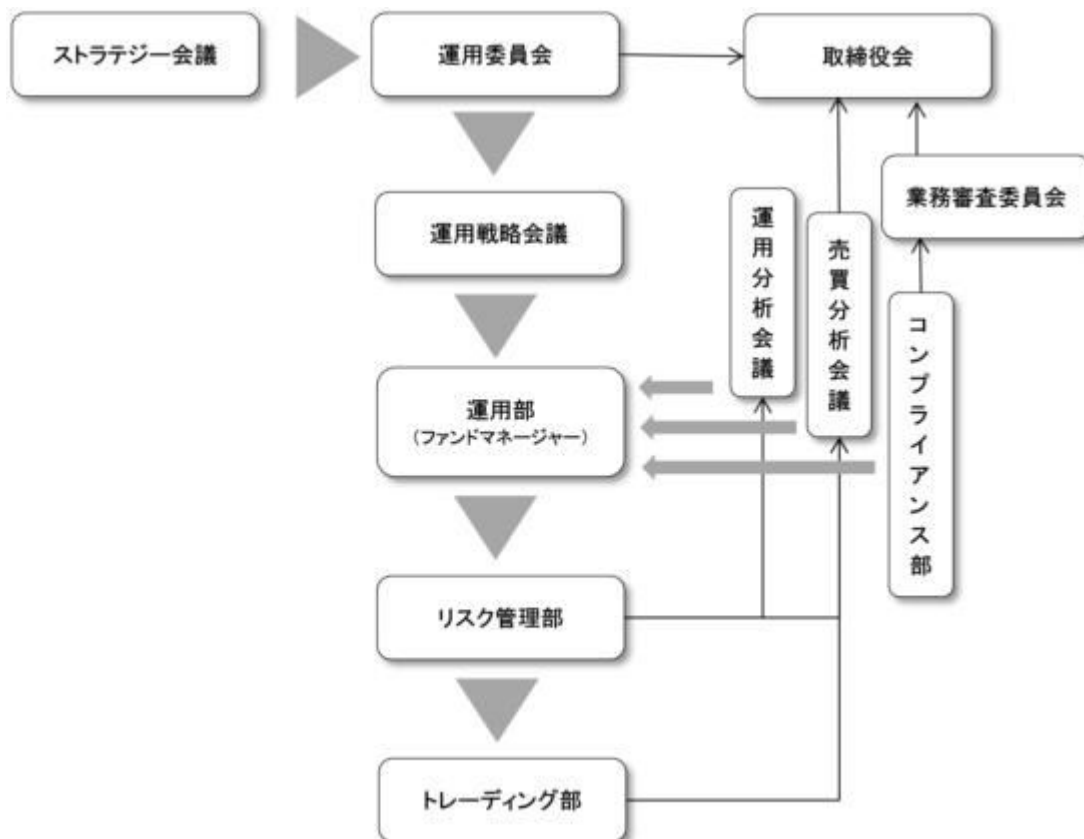 ストラテジー会議
運用委員会
取締役会
業務審査委員会
運用戦略会議
運用分析会議
売買分析会議
コンプライアンス部
運用部
（ファンドマネージャー）
リスク管理部
トレーディング部